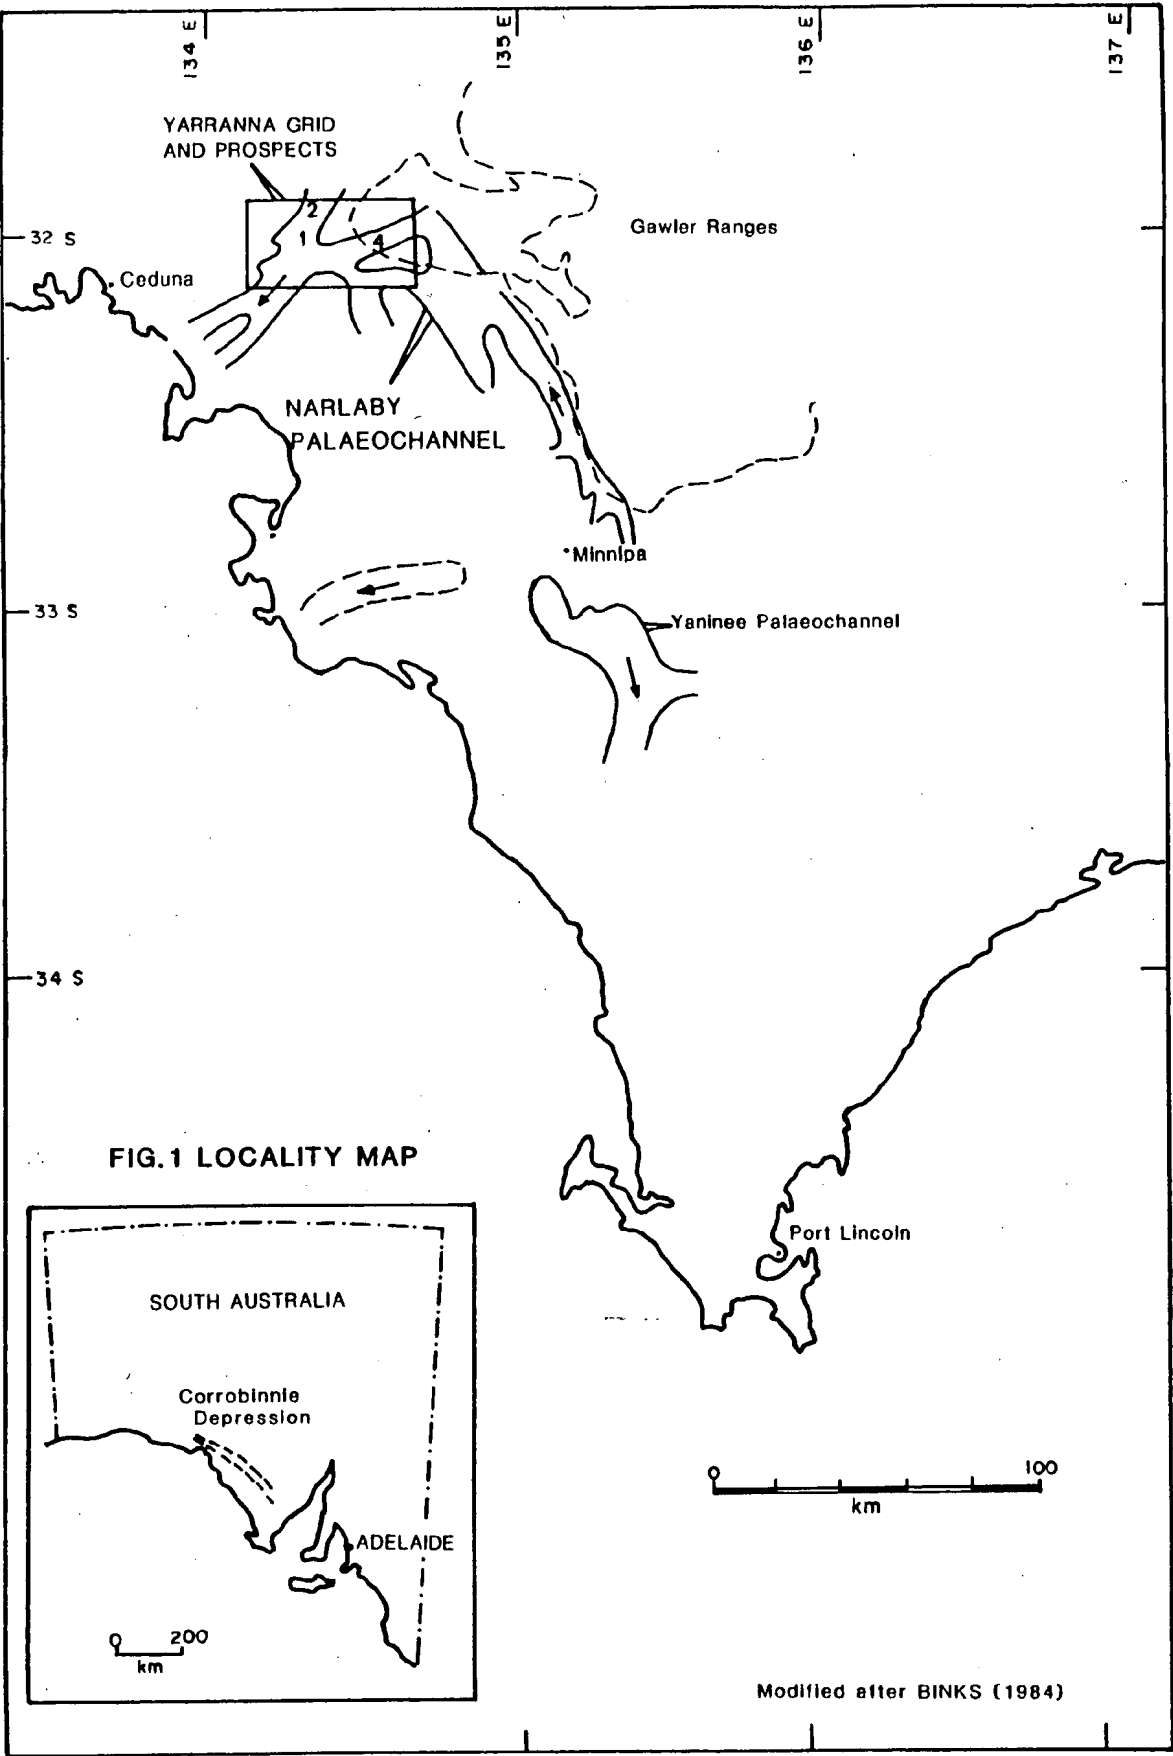 134 E
135 E
136 E
137 E
YARRANNA GRID
AND PROSPECTS
2
1
4
32 S
Gawler Ranges
Ceduna
NARLABY
PALAEOCHANNEL
Minnipa
33 S
Yaninee Palaeochannel
34 S
FIG.1 LOCALITY MAP
Port Lincoln
SOUTH AUSTRALIA
Corrobinnie
Depression
0 100
km
ADELAIDE
0 200
km
Modified after BINKS (1984)